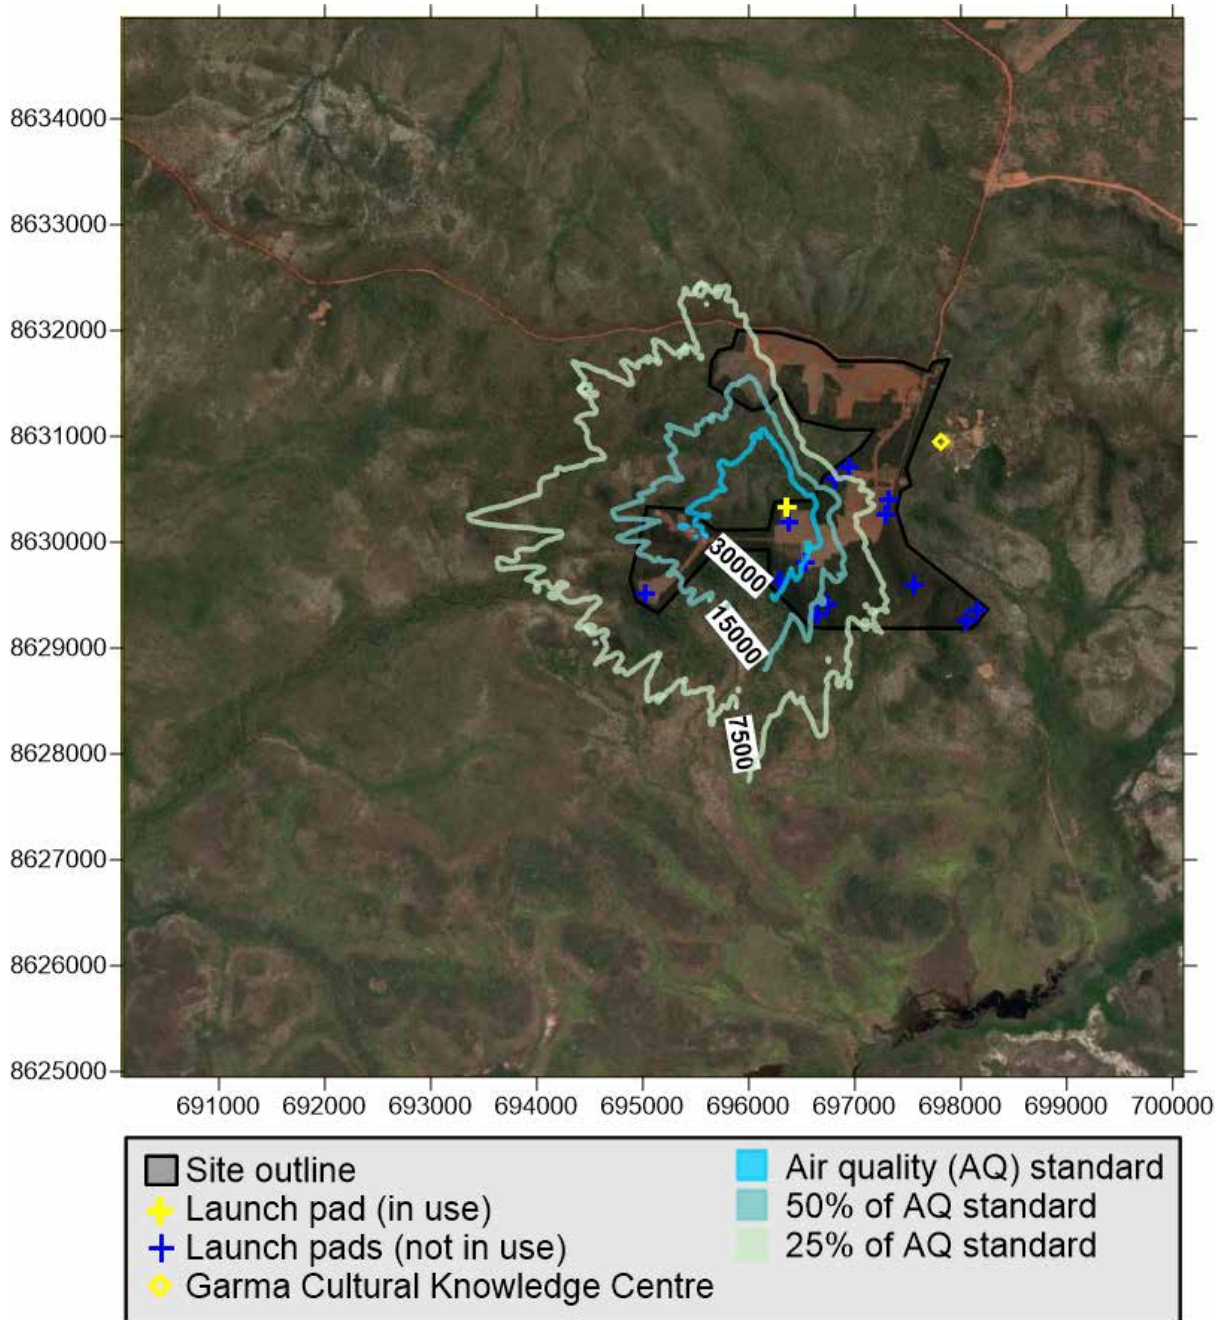 8634000
8633000
8632000
8631000
8630000
8629000
8628000
8627000
8626000
8625000
30000
15000
7500
691000 692000 693000 694000 695000 696000 697000 698000 699000 700000
Site outline
Launch pad (in use)
Launch pads (not in use)
Garma Cultural Knowledge Centre
Air quality (AQ) standard
50% of AQ standard
25% of AQ standard